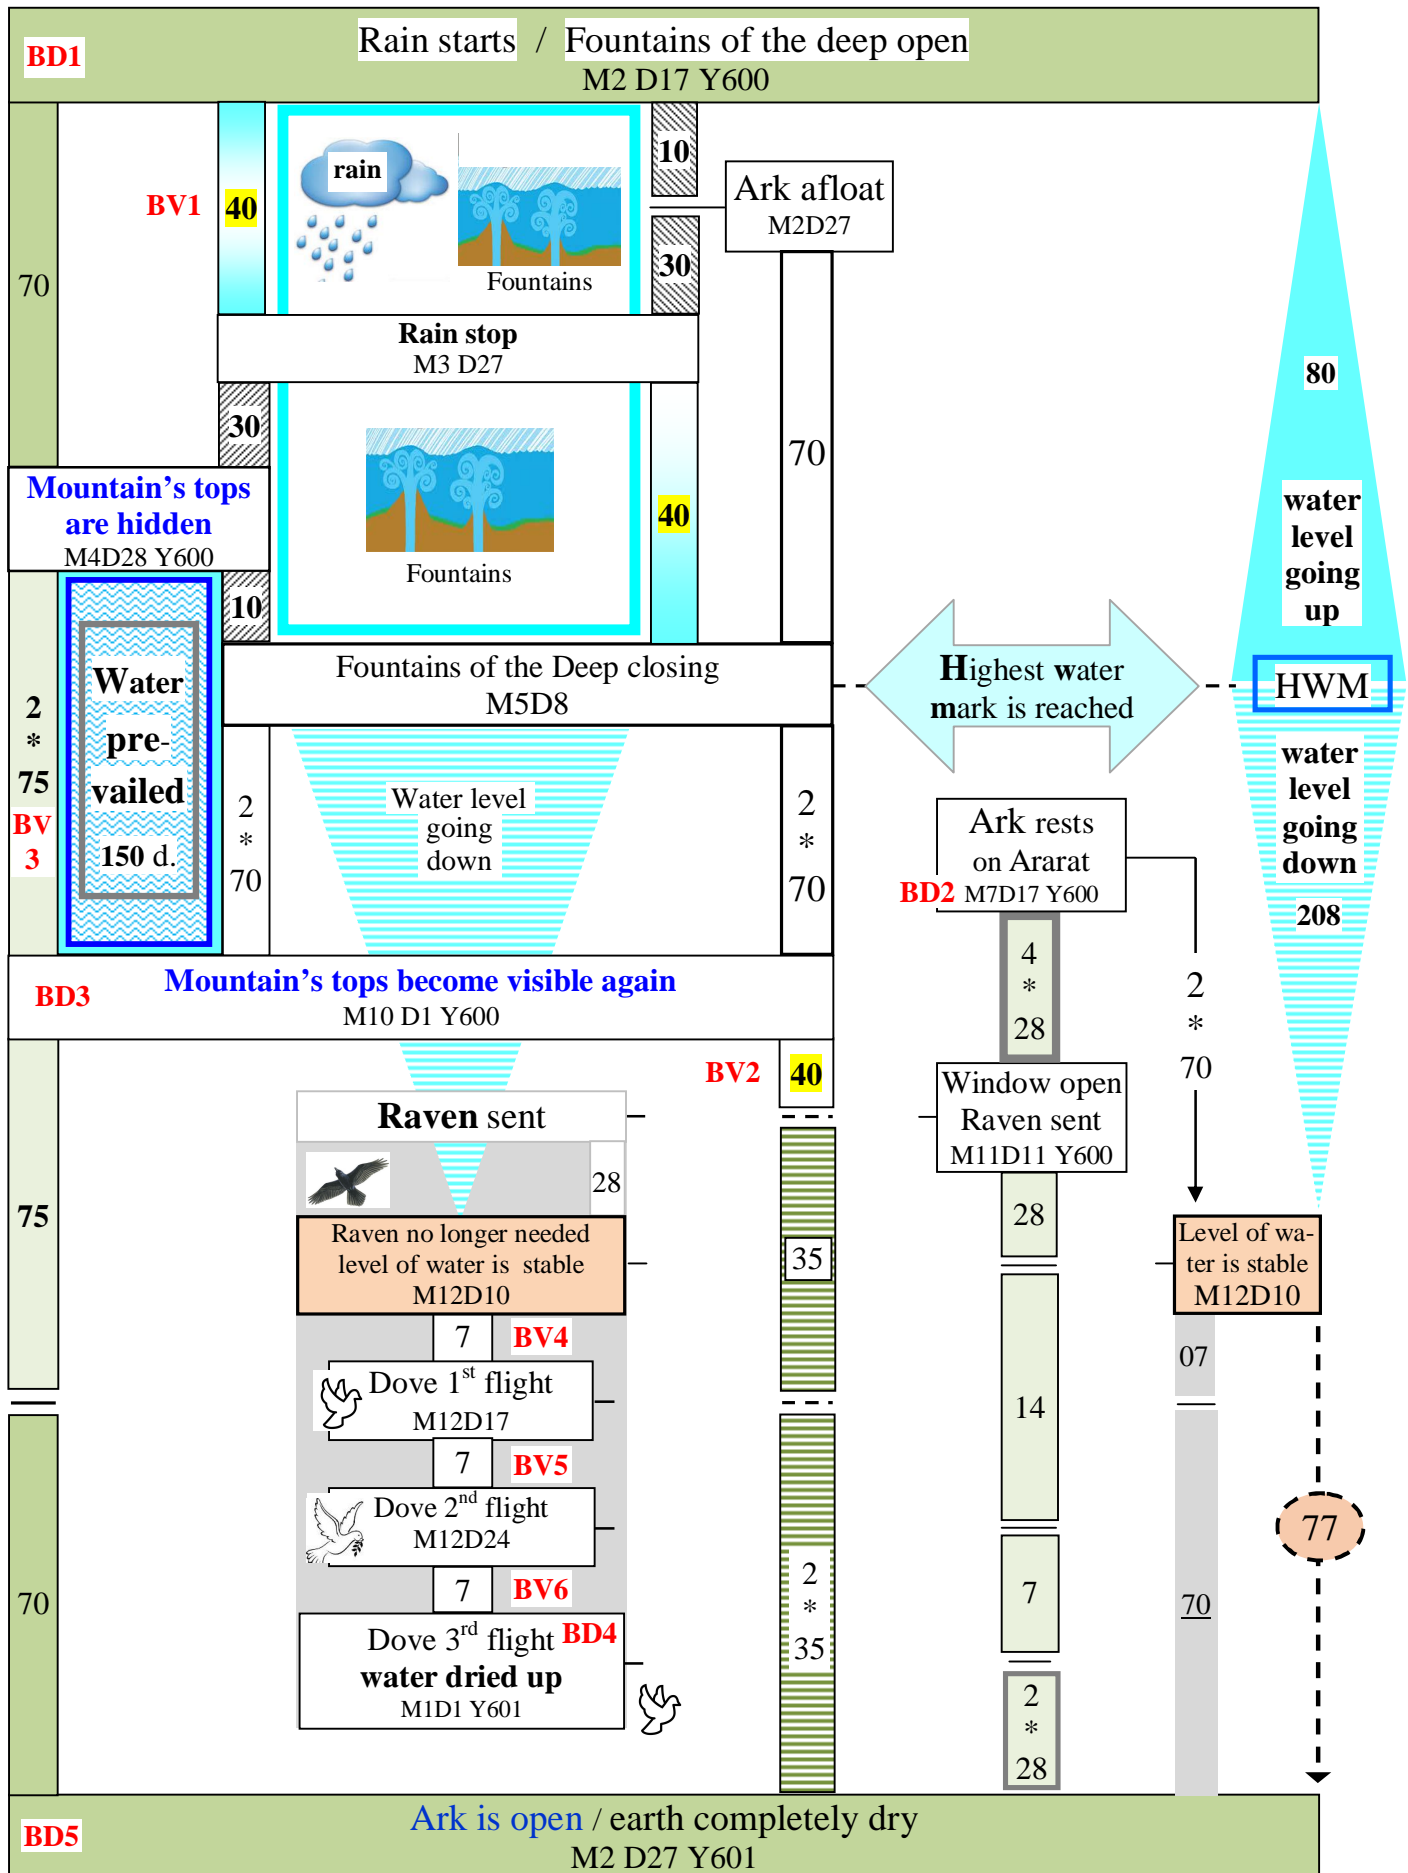 BD1
Rain starts / Fountains of the deep open
M2 D17 Y600
70
BV1
40
rain
Fountains
10
30
Ark afloat
M2D27
Rain stop
M3 D27
30
Mountain's tops
are hidden
M4D28 Y600
10
Fountains
40
70
80
water
level
going
up
Fountains of the Deep closing
M5D8
Highest water
mark is reached
HWM
2
*
75
BV
3
Water
pre-
vailed
150 d.
2
*
70
Water level
going
down
2
*
70
water
level
going
down
208
Ark rests
on Ararat
BD2 M7D17 Y600
4
*
28
2
*
70
BD3
Mountain's tops become visible again
M10 D1 Y600
BV2
40
Raven sent
28
Window open
Raven sent
M11D11 Y600
28
75
Raven no longer needed
level of water is stable
M12D10
35
Level of wa-
ter is stable
M12D10
7
BV4
07
Dove 1st flight
M12D17
14
7
BV5
Dove 2nd flight
M12D24
77
7
BV6
70
2
*
35
7
70
Dove 3rd flight BD4
water dried up
M1D1 Y601
2
*
28
BD5
Ark is open / earth completely dry
M2 D27 Y601